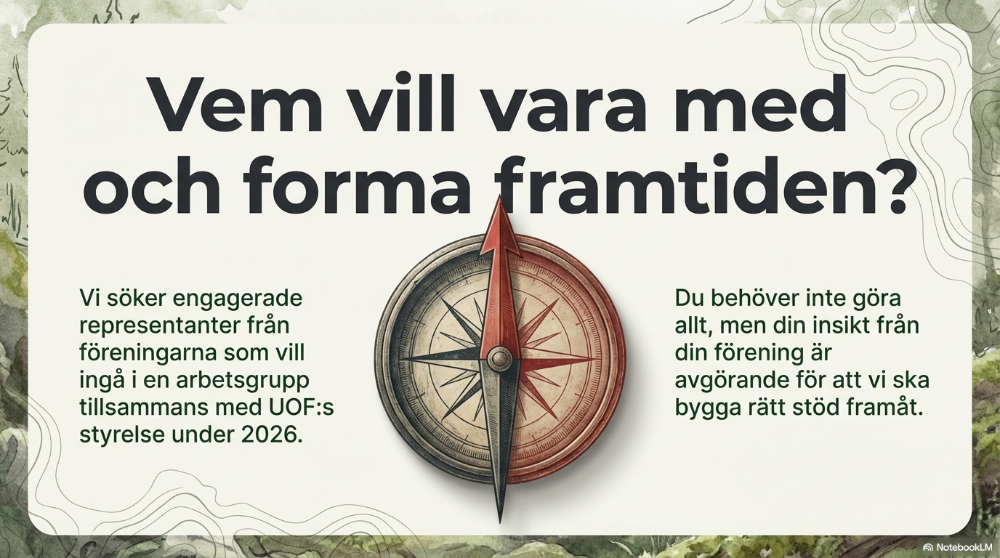 Vem vill vara med
och forma framtiden?
Vi söker engagerade
representanter från
föreningarna som vill
ingå i en arbetsgrupp
tillsammans med UOF:s
styrelse under 2026.
Du behöver inte göra
allt, men din insikt från
din förening är
avgörande för att vi ska
bygga rätt stöd framåt.
NotebookLM